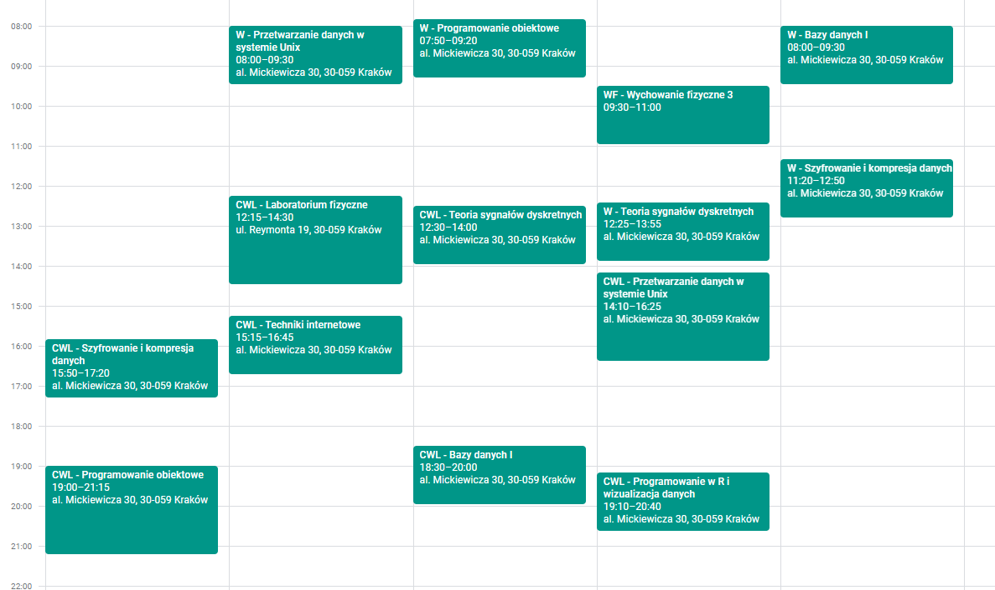 08:00
09:00
10:00
11:00
12:00
13:00
14:00
15:00
16:00
17:00
18:00
19:00
20:00
21:00
22:00
CWL - Szyfrowanie i kompresja
danych
15:50–17:20
al. Mickiewicza 30, 30-059 Kraków
CWL - Programowanie obiektowe
19:00–21:15
al. Mickiewicza 30, 30-059 Kraków
W - Przetwarzanie danych w
systemie Unix
08:00–09:30
al. Mickiewicza 30, 30-059 Kraków
CWL - Laboratorium fizyczne
12:15–14:30
ul. Reymonta 19, 30-059 Kraków
CWL - Techniki internetowe
15:15–16:45
al. Mickiewicza 30, 30-059 Kraków
W - Programowanie obiektowe
07:50–09:20
al. Mickiewicza 30, 30-059 Kraków
CWL - Teoria sygnałów dyskretnych
12:30–14:00
al. Mickiewicza 30, 30-059 Kraków
CWL - Bazy danych I
18:30–20:00
al. Mickiewicza 30, 30-059 Kraków
WF - Wychowanie fizyczne 3
09:30–11:00
W - Teoria sygnałów dyskretnych
12:25–13:55
al. Mickiewicza 30, 30-059 Kraków
CWL - Przetwarzanie danych w
systemie Unix
14:10–16:25
al. Mickiewicza 30, 30-059 Kraków
CWL - Programowanie w R i
wizualizacja danych
19:10–20:40
al. Mickiewicza 30, 30-059 Kraków
W - Bazy danych I
08:00–09:30
al. Mickiewicza 30, 30-059 Kraków
W - Szyfrowanie i kompresja danych
11:20–12:50
al. Mickiewicza 30, 30-059 Kraków